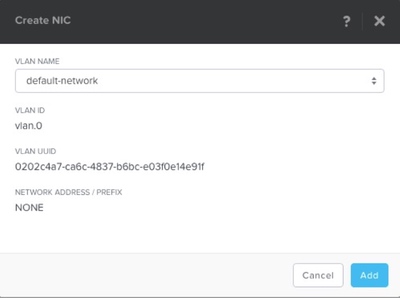 Create NIC
? ×
VLAN NAME
default-network
VLAN ID
vlan.0
VLAN UUID
0202c4a7-ca6c-4837-b6bc-e03f0e14e91f
NETWORK ADDRESS / PREFIX
NONE
Cancel Add